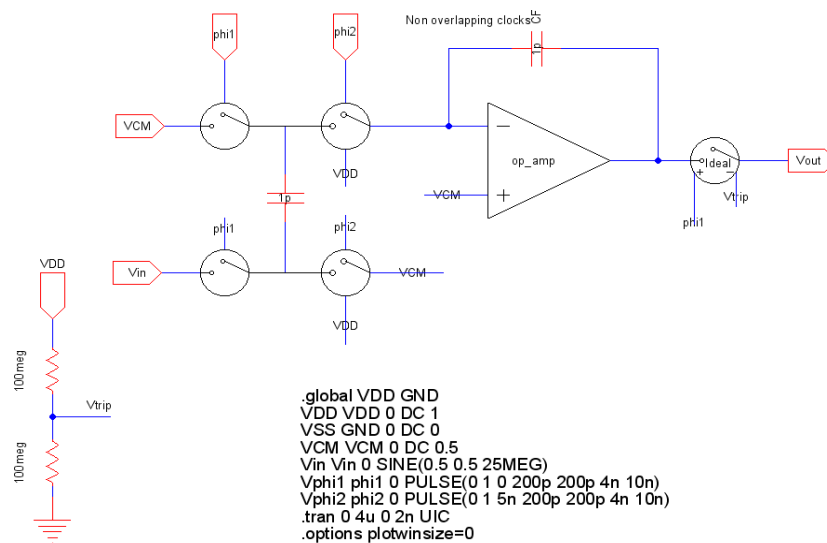 Non overlapping clocks
CF
1p
phi1
phi2
VCM
VDD
op_amp
VCM
Ideal
Vout
Vtrip
phi1
1p
phi1
phi2
Vin
VCM
VDD
VDD
100meg
Vtrip
100meg
.global VDD GND
VDD VDD 0 DC 1
VSS GND 0 DC 0
VCM VCM 0 DC 0.5
Vin Vin 0 SINE(0.5 0.5 25MEG)
Vphi1 phi1 0 PULSE(0 1 0 200p 200p 4n 10n)
Vphi2 phi2 0 PULSE(0 1 5n 200p 200p 4n 10n)
.tran 0 4u 0 2n UIC
.options plotwinsize=0